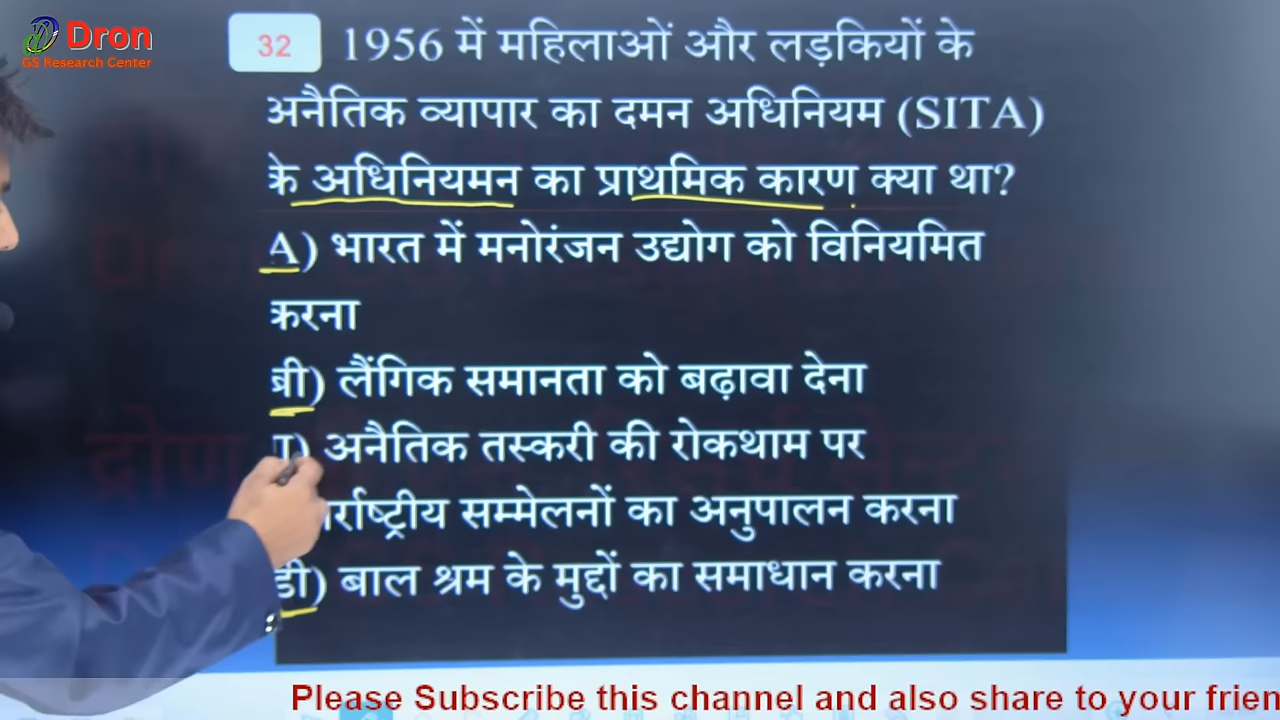 Dron
GS Research Center
32 1956 में महिलाओं और लड़कियों के
अनैतिक व्यापार का दमन अधिनियम (SITA)
के अधिनियमन का प्राथमिक कारण क्या था?
A) भारत में मनोरंजन उद्योग को विनियमित
करना
बी) लैंगिक समानता को बढ़ावा देना
अनैतिक तस्करी की रोकथाम पर
सम्मेलनों का अनुपालन करना
डी) बाल श्रम के मुद्दों का समाधान करना
Please Subscribe this channel and also share to your frien